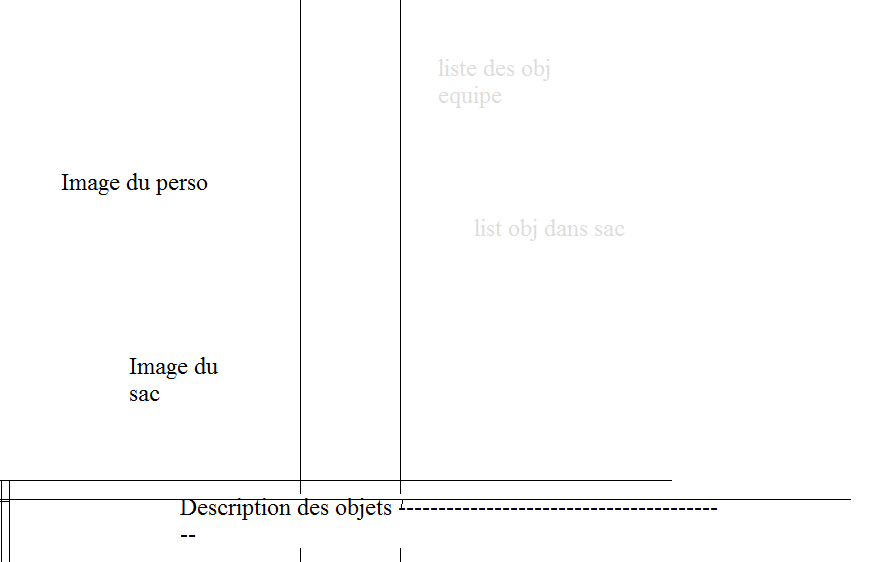 liste des obj
equipe
Image du perso
list obj dans sac
Image du
sac
Description des objets ----------------------------------------
--